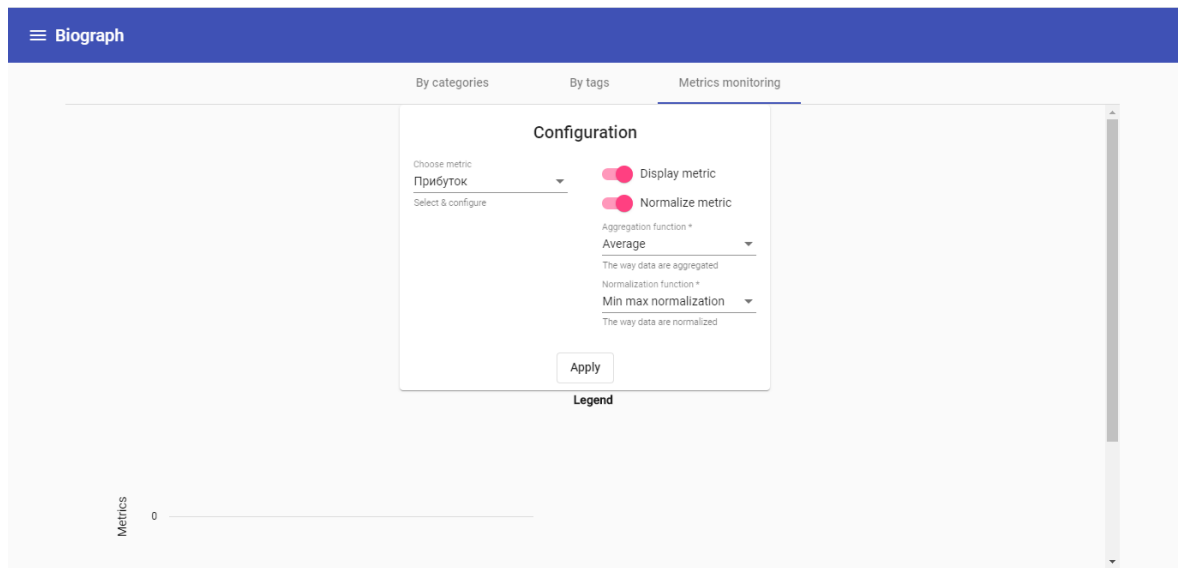 Biograph
By categories By tags Metrics monitoring
Configuration
Choose metric
Прибуток
Select & configure
Display metric
Normalize metric
Aggregation function *
Average
The way data are aggregated
Normalization function *
Min max normalization
The way data are normalized
Apply
Legend
Metrics
0